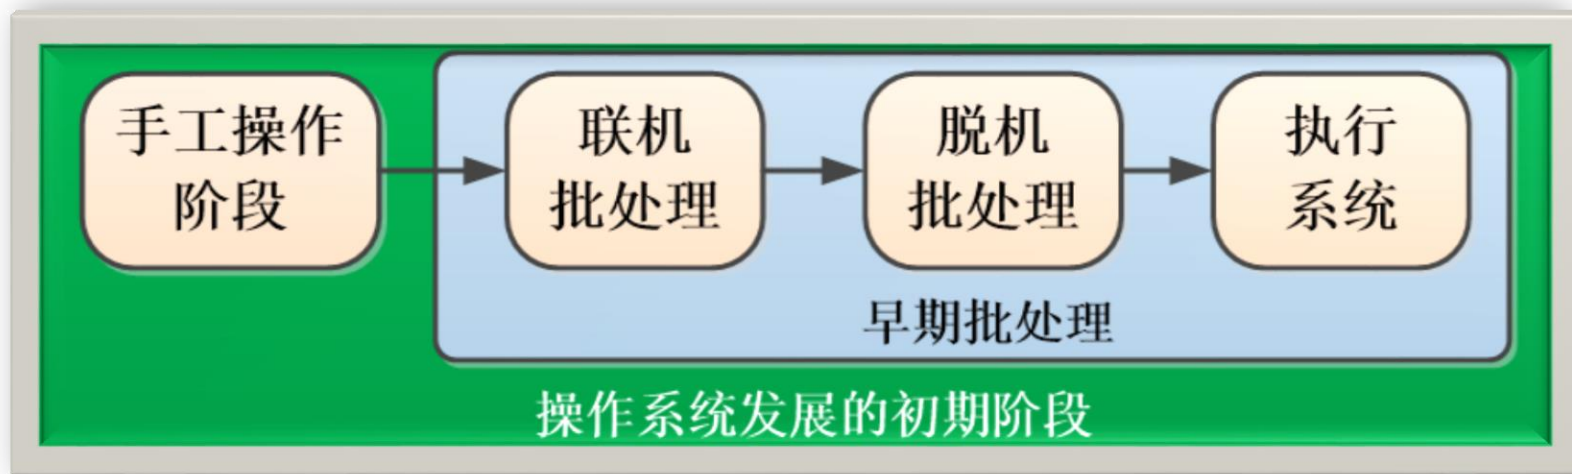 手工操作
阶段
联机
批处理
脱机
批处理
执行
系统
早期批处理
操作系统发展的初期阶段